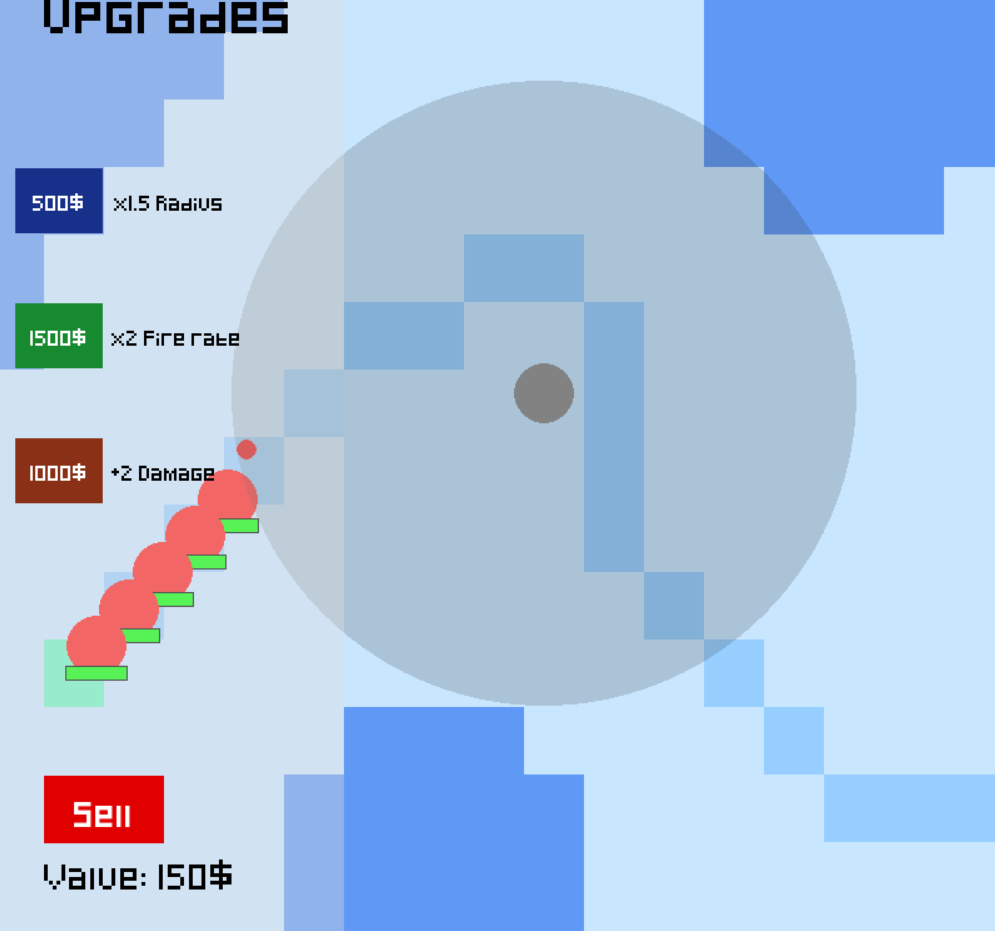 Upgrades
500$ x1.5 Radius
1500$ x2 Fire rate
1000$ +2 Damage
Sell
Value: 150$